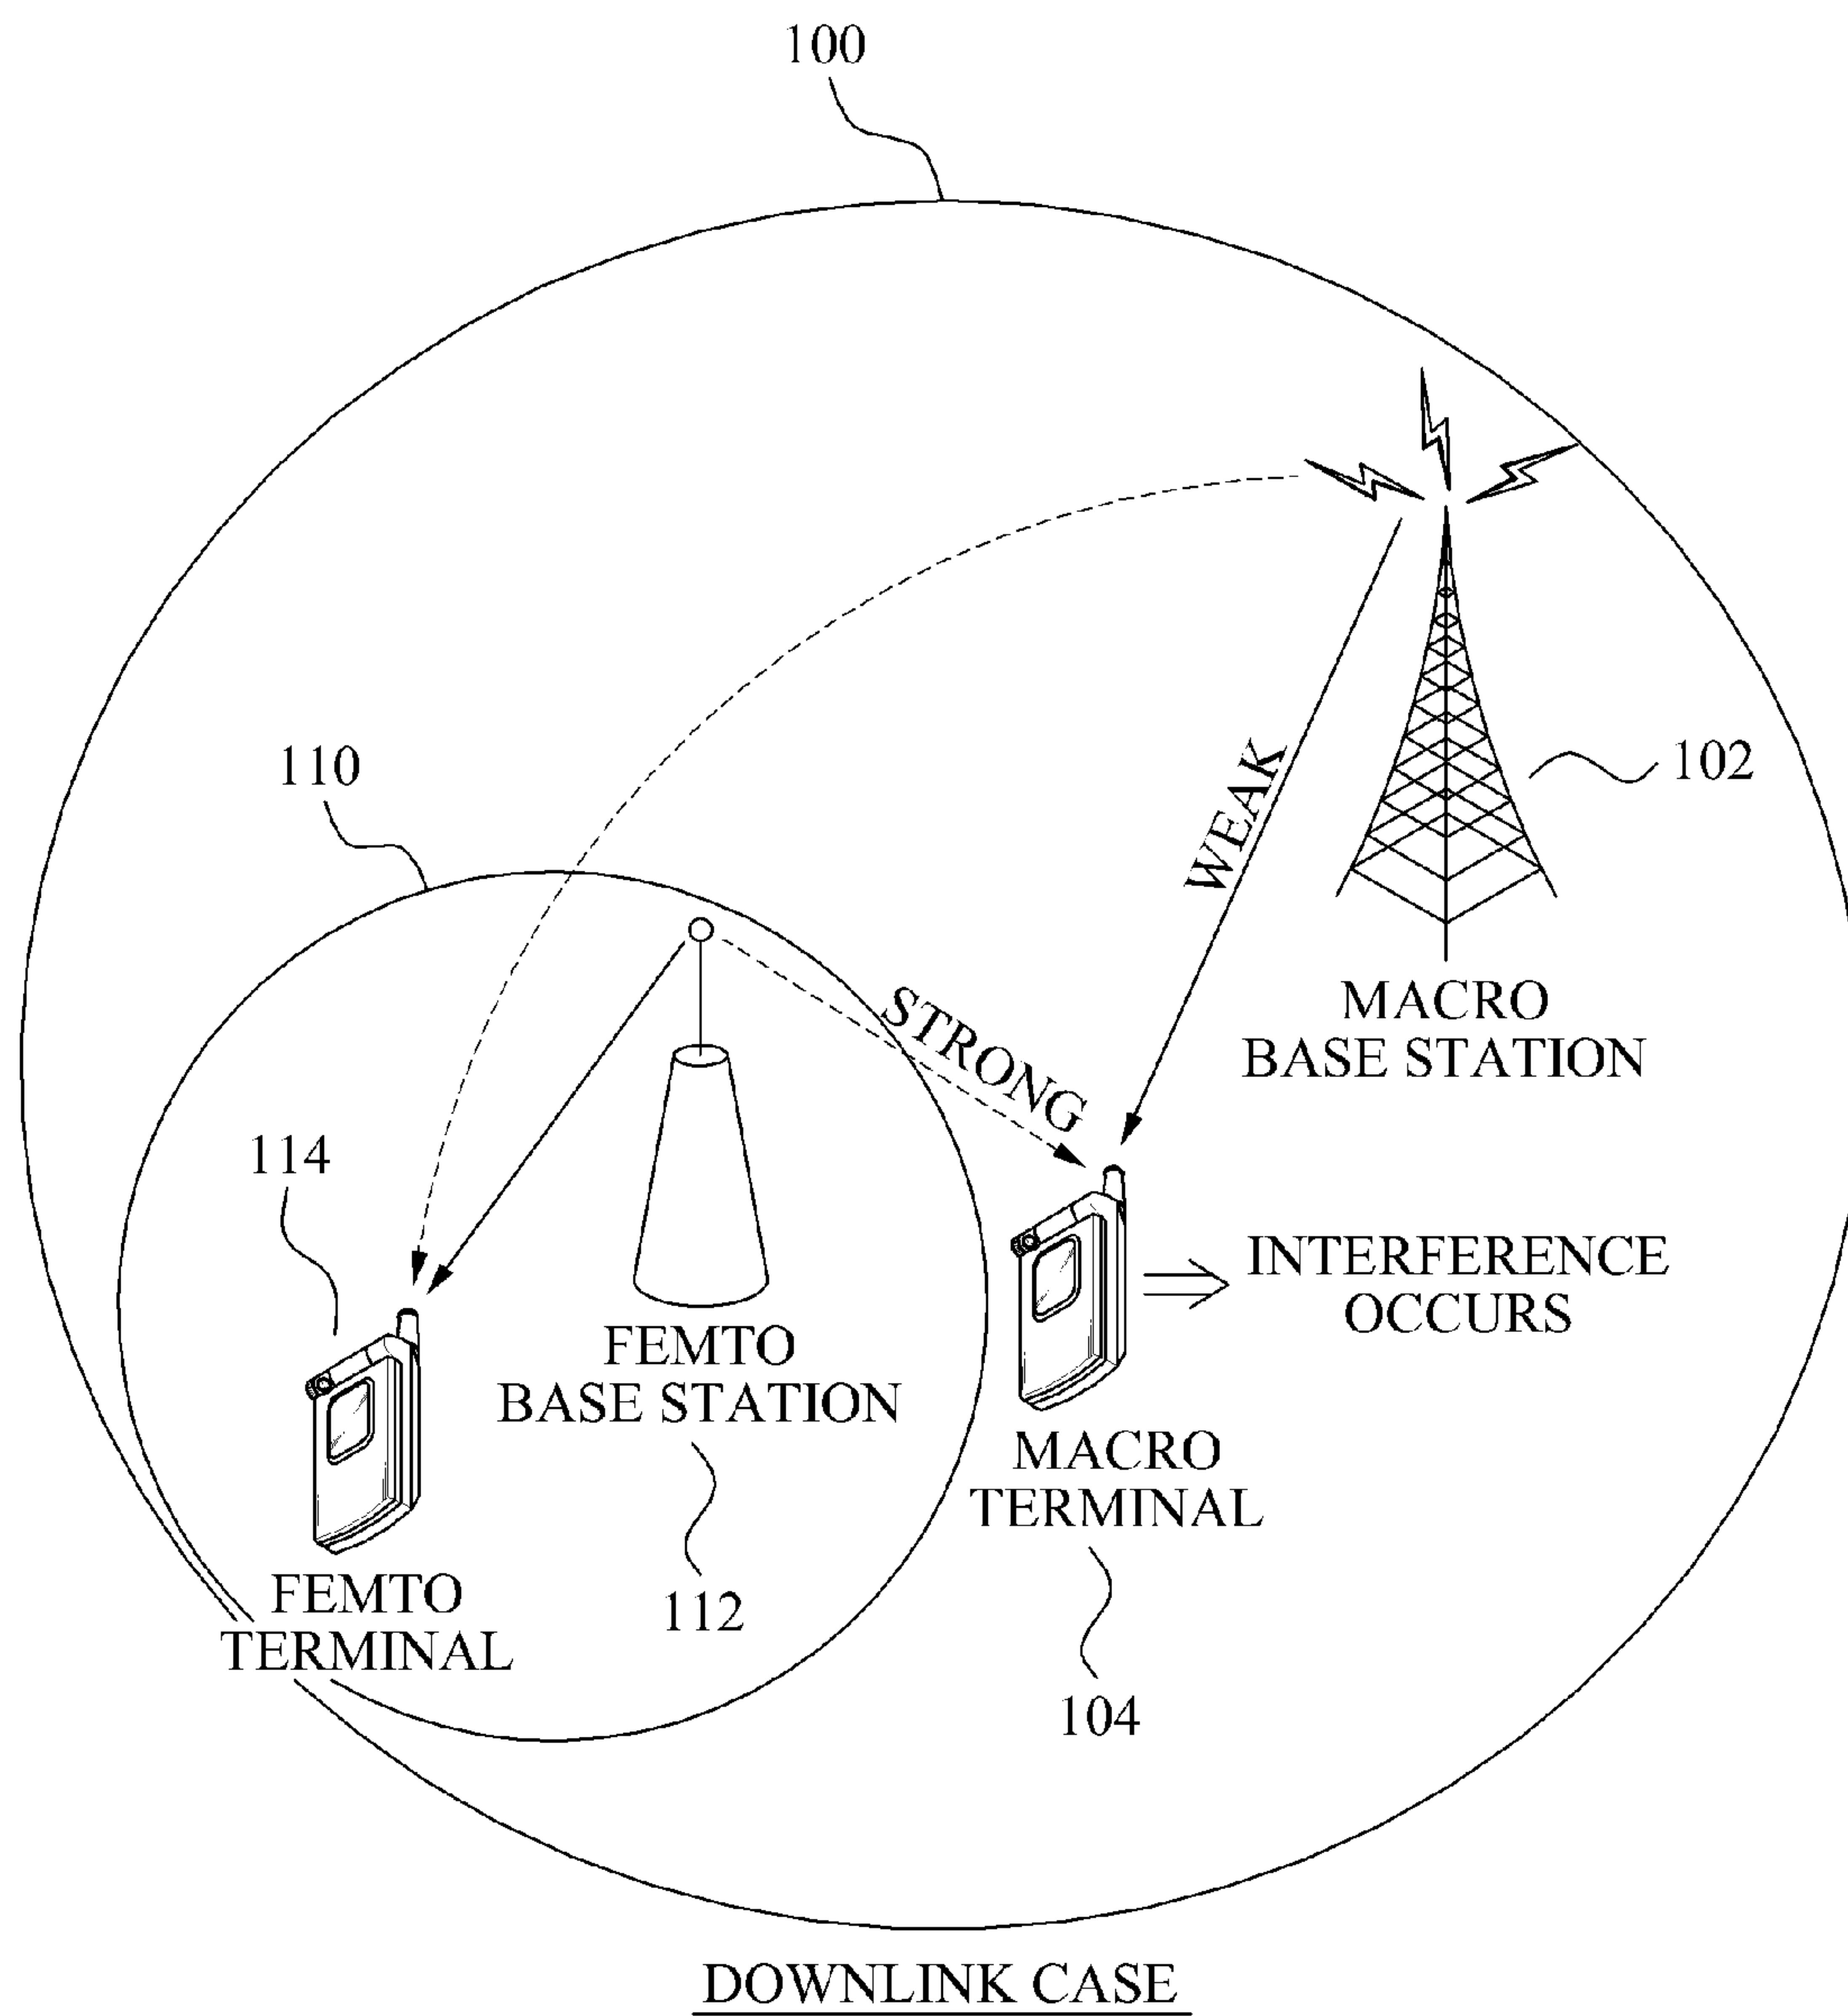 100
110
WEAK
102
MACRO
BASE STATION
STRONG
114
INTERFERENCE
OCCURS
FEMTO
BASE STATION
MACRO
TERMINAL
FEMTO
TERMINAL
112
104
DOWNLINK CASE